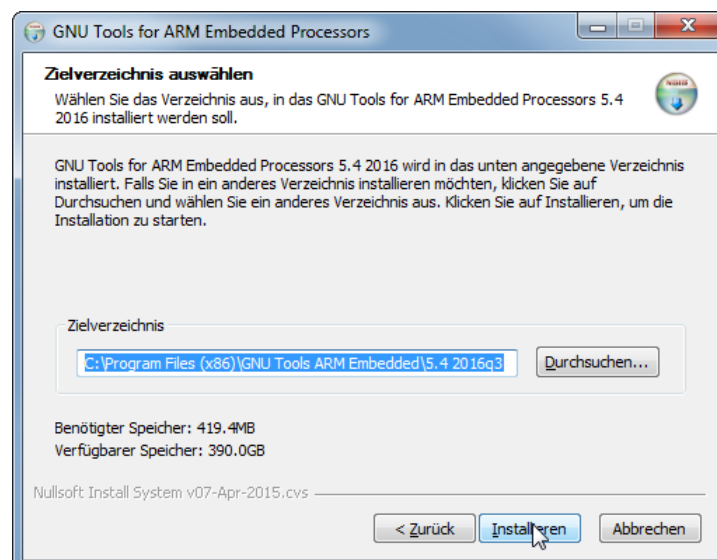 GNU Tools for ARM Embedded Processors
Zielverzeichnis auswählen
Wählen Sie das Verzeichnis aus, in das GNU Tools for ARM Embedded Processors 5.4
2016 installiert werden soll.
GNU Tools for ARM Embedded Processors 5.4 2016 wird in das unten angegebene Verzeichnis
installiert. Falls Sie in ein anderes Verzeichnis installieren möchten, klicken Sie auf
Durchsuchen und wählen Sie ein anderes Verzeichnis aus. Klicken Sie auf Installieren, um die
Installation zu starten.
Zielverzeichnis
C:\Program Files (x86)\GNU Tools ARM Embedded\5.4 2016q3
Durchsuchen...
Benötigter Speicher: 419.4MB
Verfügbarer Speicher: 390.0GB
Nullsoft Install System v07-Apr-2015.cvs
< Zurück
Installieren
Abbrechen